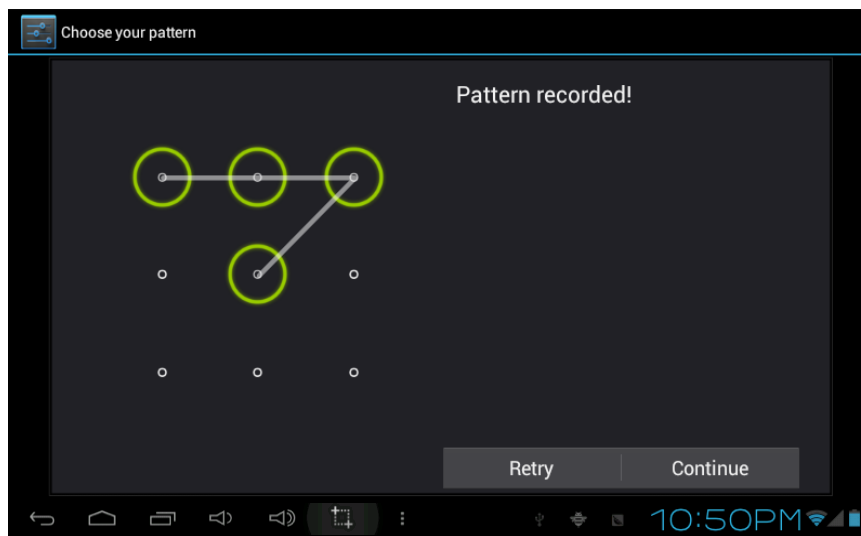 Choose your pattern
Pattern recorded!
Retry
Continue
10:50PM